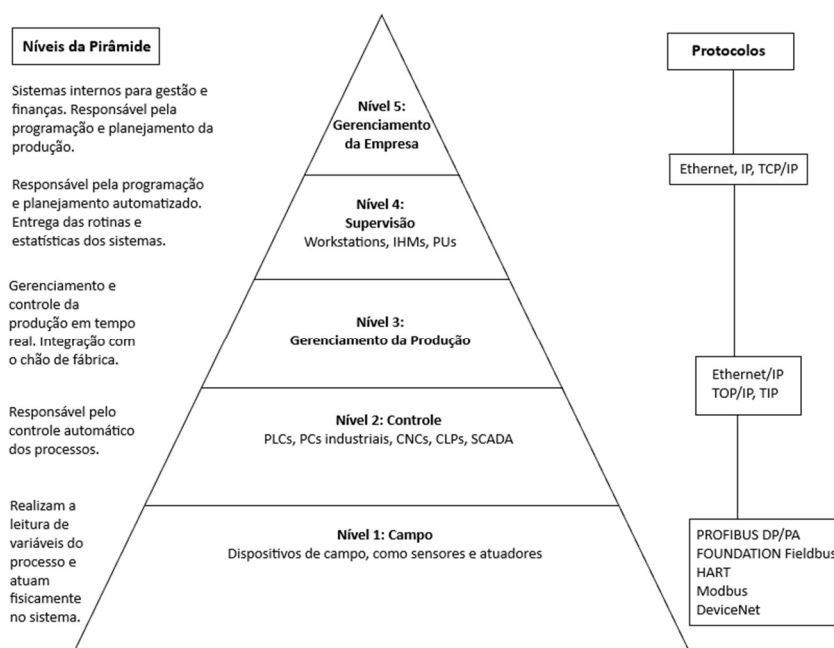 Níveis da Pirâmide
Sistemas internos para gestão e
finanças. Responsável pela
programação e planejamento da
produção.
Responsável pela programação
e planejamento automatizado.
Entrega das rotinas e
estatísticas dos sistemas.
Gerenciamento e
controle da
produção em tempo
real. Integração com
o chão de fábrica.
Responsável pelo
controle automático
dos processos.
Realizam a
leitura de
variáveis do
processo e
atuam
fisicamente
no sistema.
Nível 5:
Gerenciamento
da Empresa
Nível 4:
Supervisão
Workstations, IHMs, PUs
Nível 3:
Gerenciamento da Produção
Nível 2: Controle
PLCs, PCs industriais, CNCs, CLPs, SCADA
Nível 1: Campo
Dispositivos de campo, como sensores e atuadores
Protocolos
Ethernet, IP, TCP/IP
Ethernet/IP
TOP/IP, TIP
PROFIBUS DP/PA
FOUNDATION Fieldbus
HART
Modbus
DeviceNet